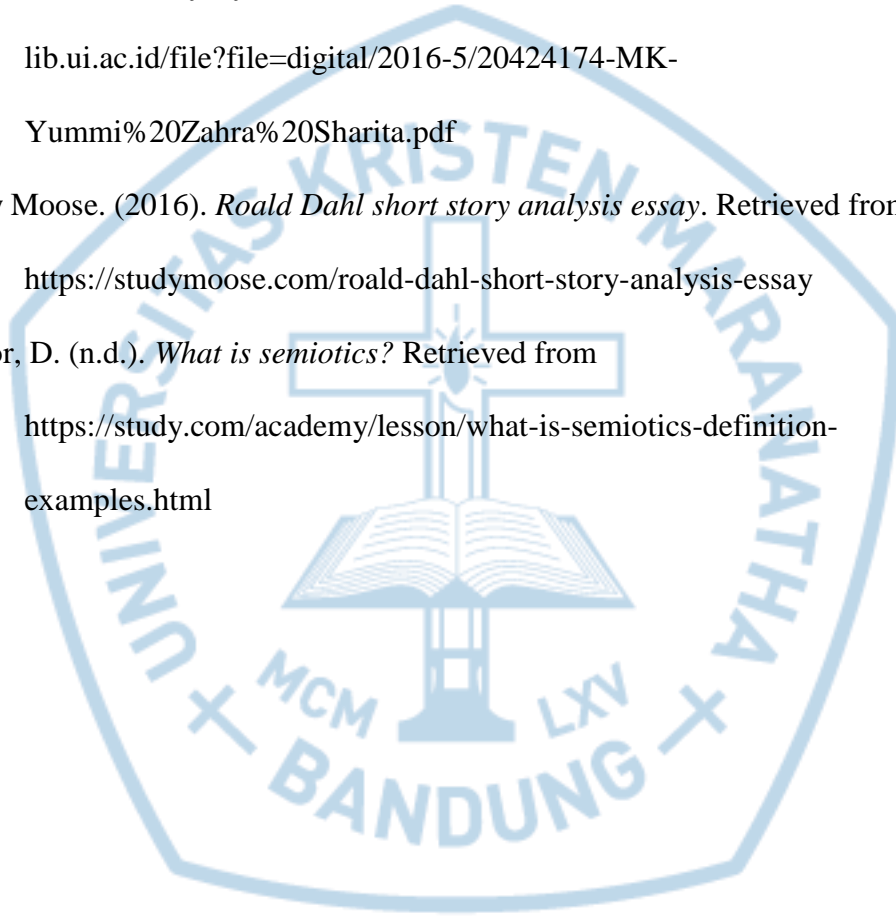 lib.ui.ac.id/file?file=digital/2016-5/20424174-MK-
Yummi%20Zahra%20Sharita.pdf
Moose. (2016). Roald Dahl short story analysis essay. Retrieved
https://studymoose.com/roald-dahl-short-story-analysis-essay
D. (n.d.). What is semiotics? Retrieved from
https://study.com/academy/lesson/what-is-semiotics-definition-
examples.html
UNIVERSITAS KRISTEN MARANATHA
MCM LXV
BANDUNG